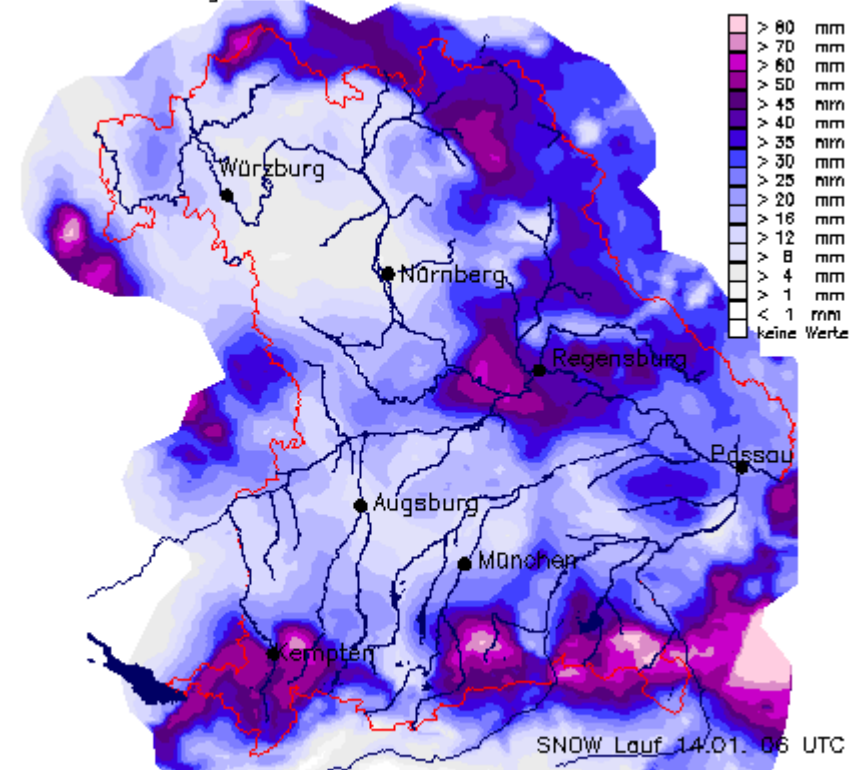 > 80 mm
> 70 mm
> 60 mm
> 50 mm
> 45 mm
> 40 mm
> 35 mm
> 30 mm
> 25 mm
> 20 mm
> 16 mm
> 12 mm
> 8 mm
> 4 mm
> 1 mm
< 1 mm
keine Werte
Würzburg
Nürnberg
Regensburg
Passau
Augsburg
München
Kempten
SNOW Lauf 14.01. 06 UTC